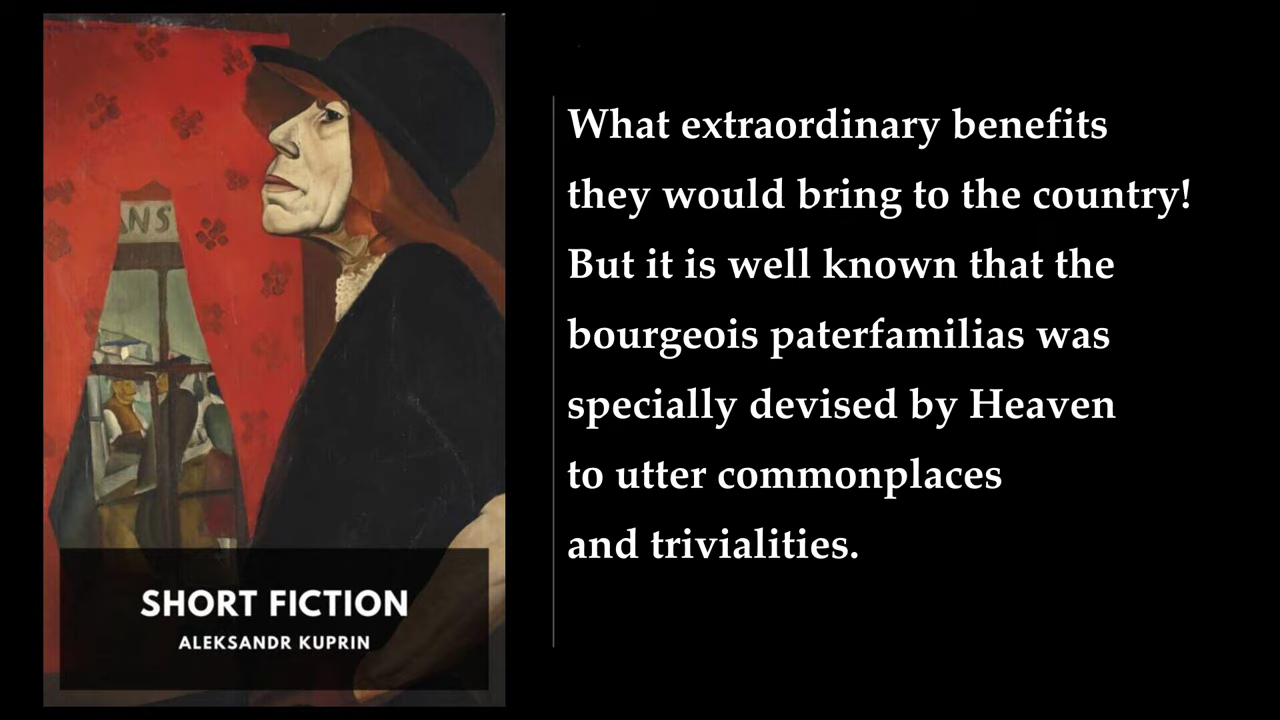 ANS
SHORT FICTION
ALEKSANDR KUPRIN
What extraordinary benefits
they would bring to the country!
But it is well known that the
bourgeois paterfamilias was
specially devised by Heaven
to utter commonplaces
and trivialities.